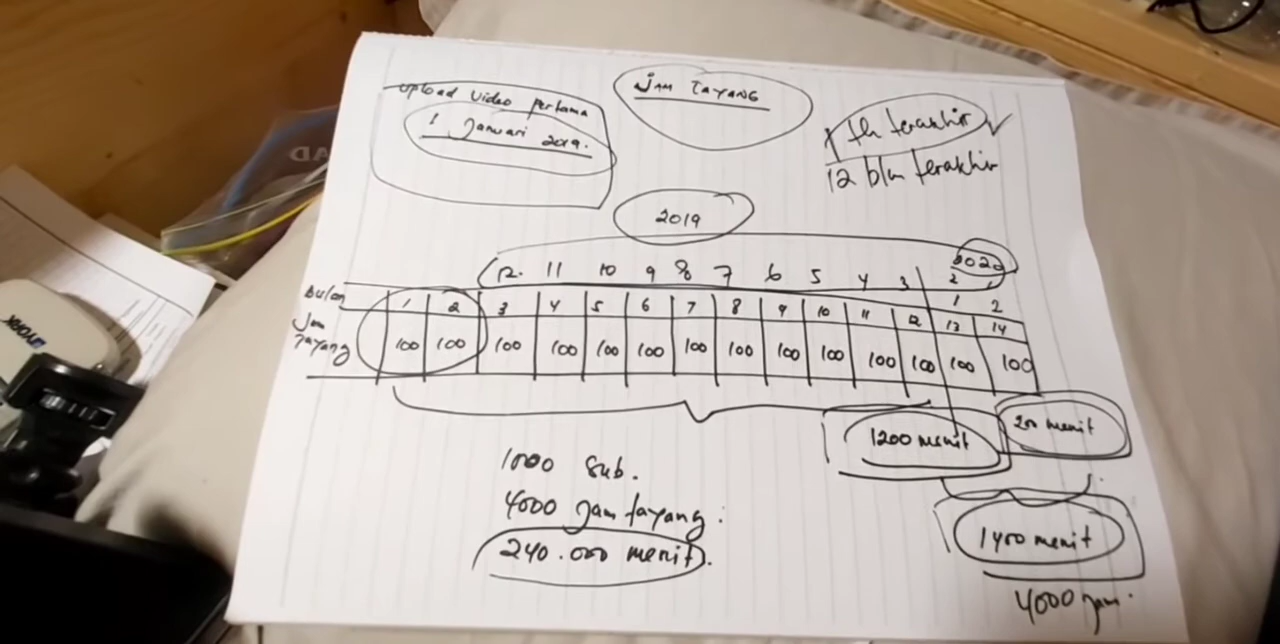 upload video pertama
1 Januari 2019.
JAM TAYANG
1 th terakhir
12 bln terakhir
2019
2020
12. 11 10 9 8 7 6 5 4 3 2 1
Bulan 1 2 3 4 5 6 7 8 9 10 11 12 1 2
13 14
Jam Tayang 100 100 100 100 100 100 100 100 100 100 100 100 100 100
1200 menit
200 menit
1000 sub.
4000 Jam tayang.
240.000 menit.
1400 menit
4000 jam.